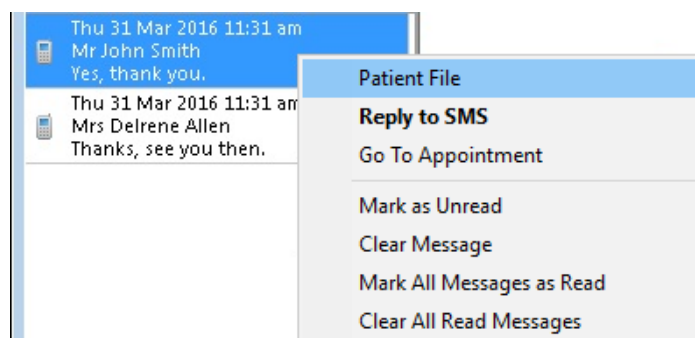 Thu 31 Mar 2016 11:31 am
Mr John Smith
Yes, thank you.
Thu 31 Mar 2016 11:31 am
Mrs Delrene Allen
Thanks, see you then.
Patient File
Reply to SMS
Go To Appointment
Mark as Unread
Clear Message
Mark All Messages as Read
Clear All Read Messages